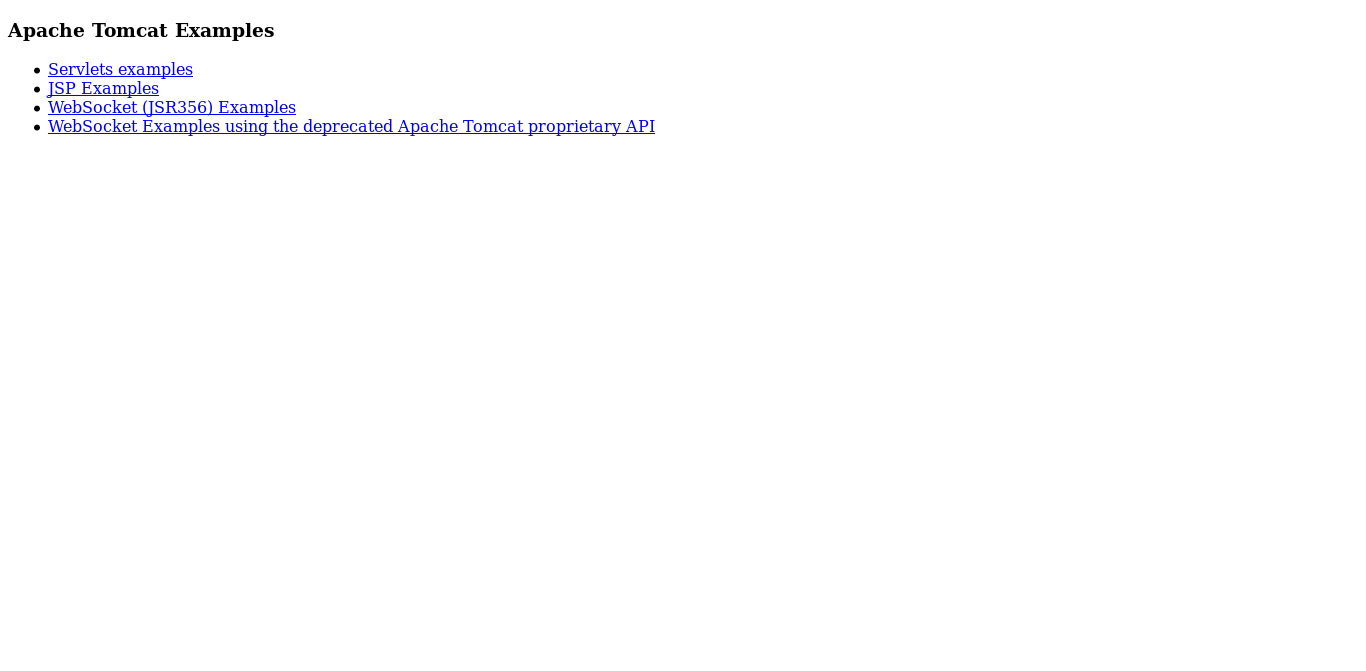 Apache Tomcat Examples
Servlets examples
JSP Examples
WebSocket (JSR356) Examples
WebSocket Examples using the deprecated Apache Tomcat proprietary API